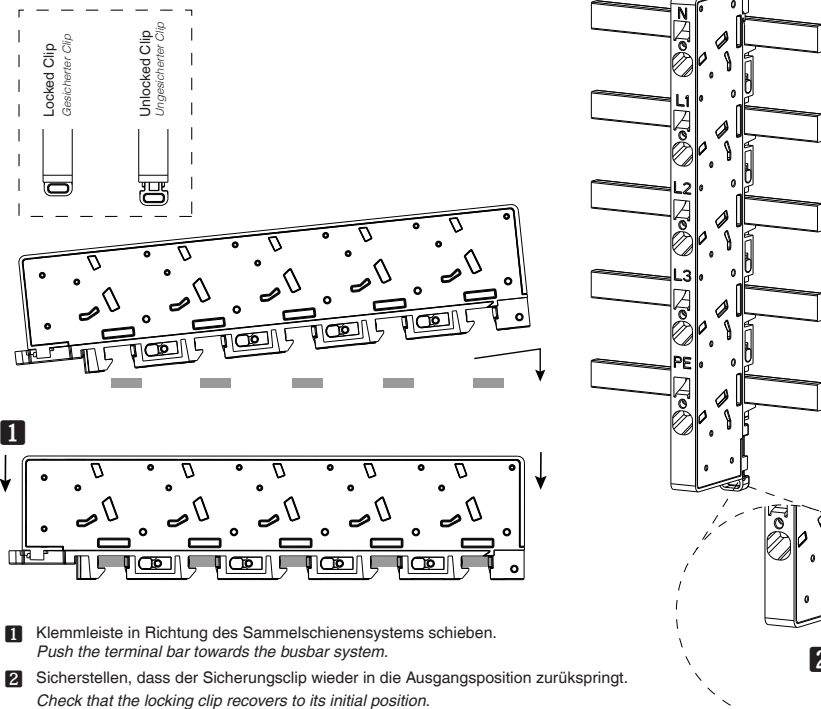 Locked Clip
Gesicherter Clip
Unlocked Clip
Ungesicherter Clip
N
L1
L2
L3
PE
1
2
1 Klemmleiste in Richtung des Sammelschienensystems schieben.
Push the terminal bar towards the busbar system.
2 Sicherstellen, dass der Sicherungsclip wieder in die Ausgangsposition zurükspringt.
Check that the locking clip recovers to its initial position.